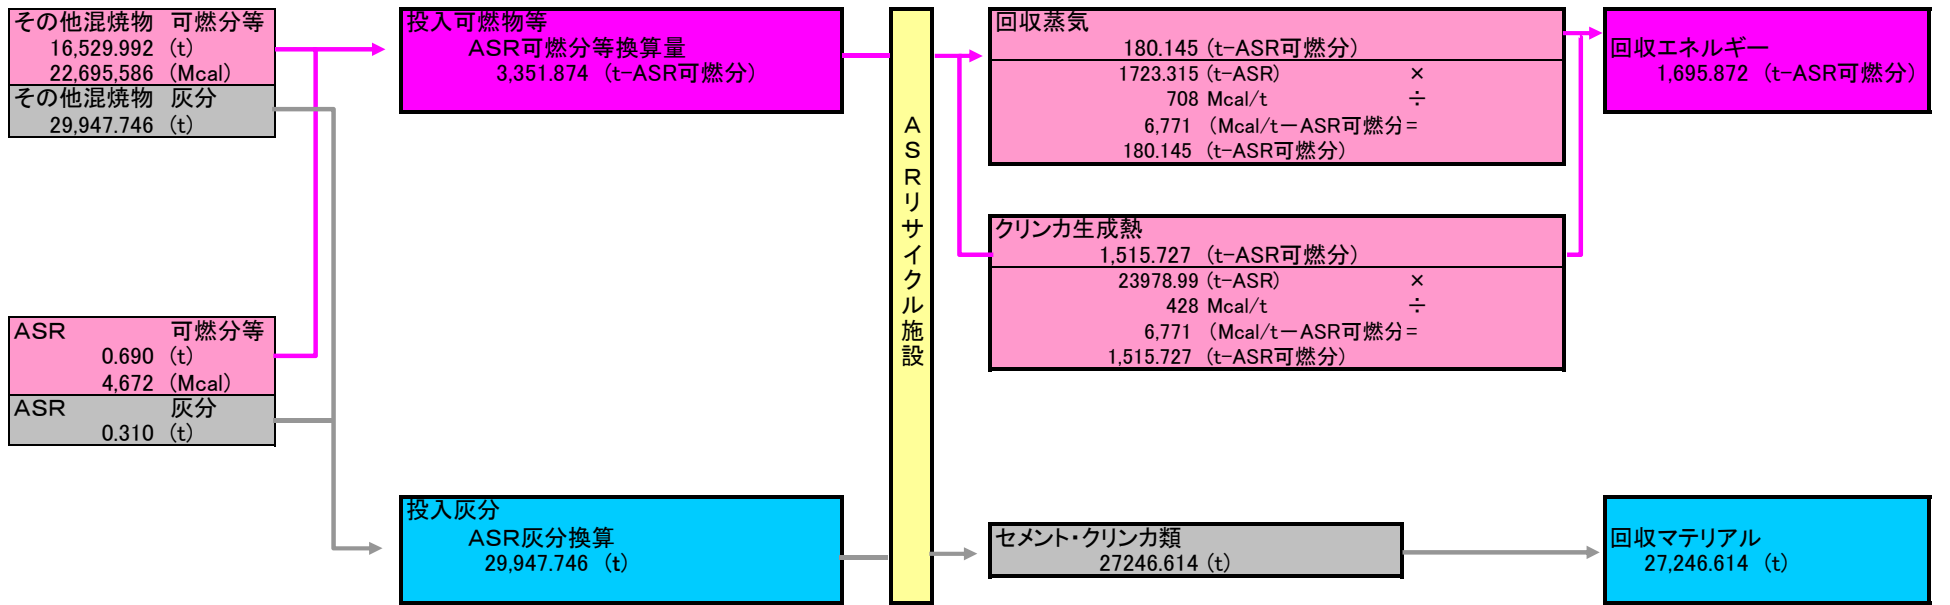 その他混焼物 可燃分等
16,529.992 (t)
22,695,586 (Mcal)
その他混焼物 灰分
29,947.746 (t)
ASR 可燃分等
0.690 (t)
4,672 (Mcal)
ASR 灰分
0.310 (t)
投入可燃物等
ASR可燃分等換算量
3,351.874 (t-ASR可燃分)
投入灰分
ASR灰分換算
29,947.746 (t)
ASRリサイクル施設
回収蒸気
180.145 (t-ASR可燃分)
1723.315 (t-ASR) ×
708 Mcal/t ÷
6,771 (Mcal/t-ASR可燃分=
180.145 (t-ASR可燃分)
クリンカ生成熱
1,515.727 (t-ASR可燃分)
23978.99 (t-ASR) ×
428 Mcal/t ÷
6,771 (Mcal/t-ASR可燃分=
1,515.727 (t-ASR可燃分)
セメント・クリンカ類
27246.614 (t)
回収エネルギー
1,695.872 (t-ASR可燃分)
回収マテリアル
27,246.614 (t)